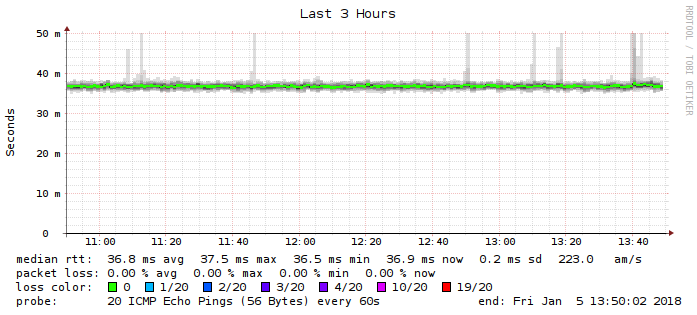 Last 3 Hours
RRDTOOL / TOBI OETIKER
Seconds
50 m
40 m
30 m
20 m
10 m
0
11:00 11:20 11:40 12:00 12:20 12:40 13:00 13:20 13:40
median rtt: 36.8 ms avg 37.5 ms max 36.5 ms min 36.9 ms now 0.2 ms sd 223.0 am/s
packet loss: 0.00 % avg 0.00 % max 0.00 % min 0.00 % now
loss color: 0 1/20 2/20 3/20 4/20 10/20 19/20
probe: 20 ICMP Echo Pings (56 Bytes) every 60s end: Fri Jan 5 13:50:02 2018